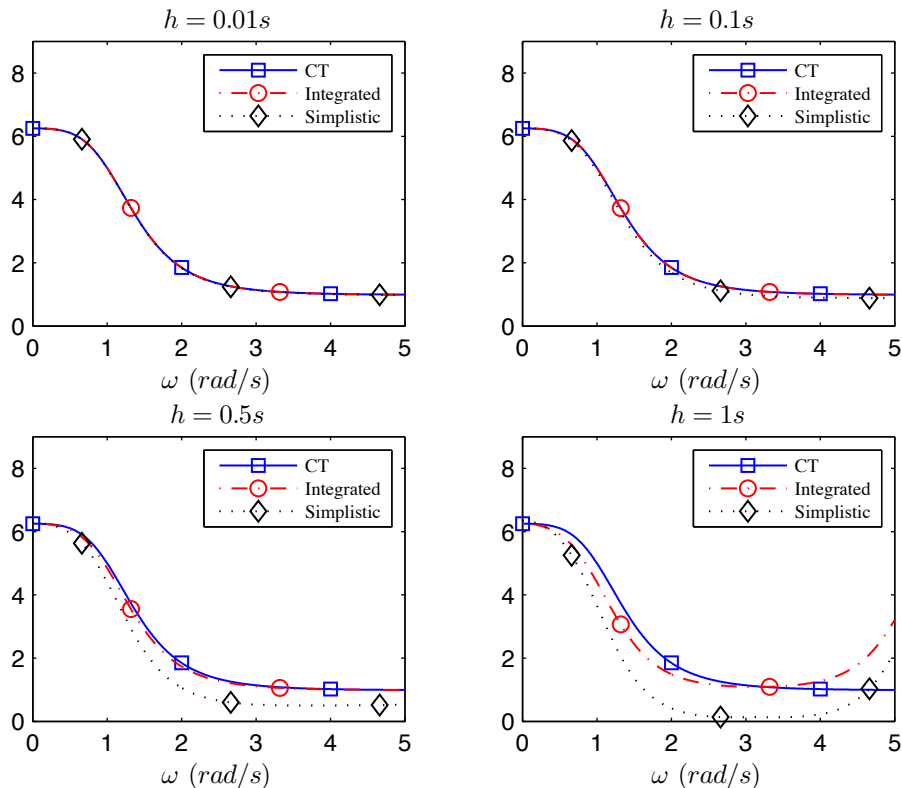 h = 0.01s
8
6
4
2
0
CT
Integrated
Simplistic
0 1 2 3 4 5
ω (rad/s)
h = 0.1s
8
6
4
2
0
CT
Integrated
Simplistic
0 1 2 3 4 5
ω (rad/s)
h = 0.5s
8
6
4
2
0
CT
Integrated
Simplistic
0 1 2 3 4 5
ω (rad/s)
h = 1s
8
6
4
2
0
CT
Integrated
Simplistic
0 1 2 3 4 5
ω (rad/s)